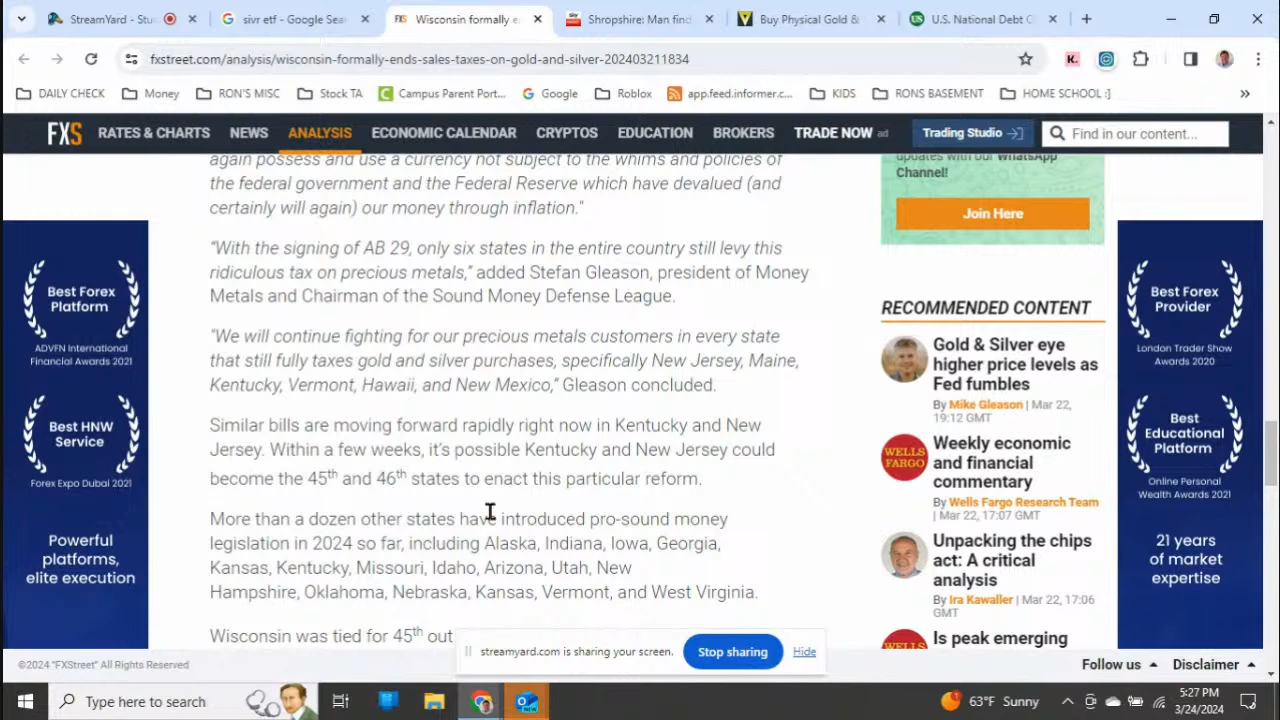 StreamYard - Stu
sivr etf - Google Sea
Wisconsin formally e
Shropshire: Man find
Buy Physical Gold &
U.S. National Debt C
fxstreet.com/analysis/wisconsin-formally-ends-sales-taxes-on-gold-and-silver-202403211834
DAILY CHECK
Money
RON'S MISC
Stock TA
Campus Parent Port...
Google
Roblox
app.feed.informer.c...
KIDS
RONS BASEMENT
HOME SCHOOL :]
FXS
RATES & CHARTS
NEWS
ANALYSIS
ECONOMIC CALENDAR
CRYPTOS
EDUCATION
BROKERS
TRADE NOW ad
Trading Studio
Find in our content...
again possess and use a currency not subject to the whims and policies of
the federal government and the Federal Reserve which have devalued (and
certainly will again) our money through inflation."
"With the signing of AB 29, only six states in the entire country still levy this
ridiculous tax on precious metals," added Stefan Gleason, president of Money
Metals and Chairman of the Sound Money Defense League.
"We will continue fighting for our precious metals customers in every state
that still fully taxes gold and silver purchases, specifically New Jersey, Maine,
Kentucky, Vermont, Hawaii, and New Mexico," Gleason concluded.
Similar bills are moving forward rapidly right now in Kentucky and New
Jersey. Within a few weeks, it's possible Kentucky and New Jersey could
become the 45th and 46th states to enact this particular reform.
More than a dozen other states have introduced pro-sound money
legislation in 2024 so far, including Alaska, Indiana, Iowa, Georgia,
Kansas, Kentucky, Missouri, Idaho, Arizona, Utah, New
Hampshire, Oklahoma, Nebraska, Kansas, Vermont, and West Virginia.
Wisconsin was tied for 45th out
updates with our WhatsApp
Channel!
Join Here
RECOMMENDED CONTENT
Gold & Silver eye
higher price levels as
Fed fumbles
By Mike Gleason | Mar 22,
19:12 GMT
WELLS
FARGO
Weekly economic
and financial
commentary
By Wells Fargo Research Team
| Mar 22, 17:07 GMT
Unpacking the chips
act: A critical
analysis
By Ira Kawaller | Mar 22, 17:06
GMT
WELLS
Is peak emerging
Best Forex
Platform
ADVFN International
Financial Awards 2021
Best HNW
Service
Forex Expo Dubai 2021
Powerful
platforms,
elite execution
Best Forex
Provider
London Trader Show
Awards 2020
Best
Educational
Platform
Online Personal
Wealth Awards 2021
21 years
of market
expertise
streamyard.com is sharing your screen.
Stop sharing
Hide
©2024 "FXStreet" All Rights Reserved
Follow us
Disclaimer
Type here to search
63°F Sunny
5:27 PM
3/24/2024